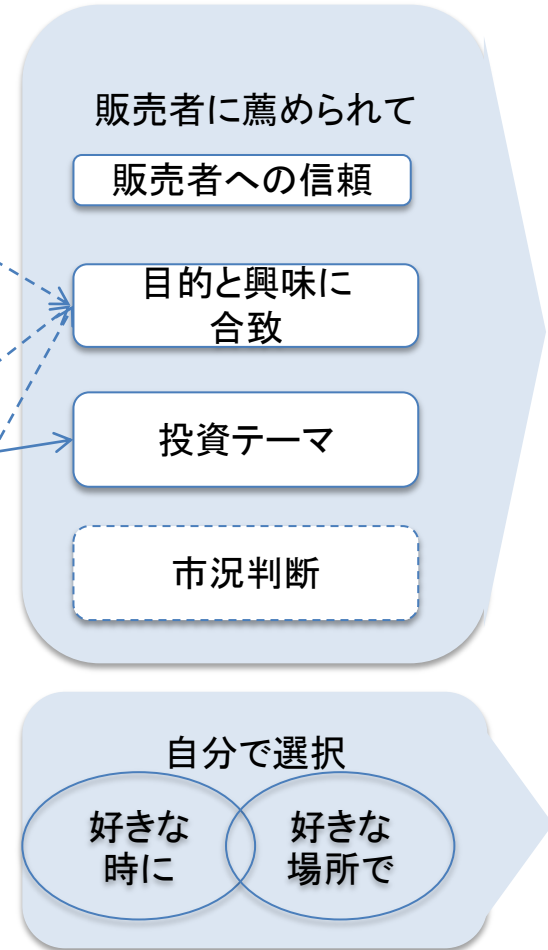 販売者に薦められて
販売者への信頼
目的と興味に
合致
投資テーマ
市況判断
自分で選択
好きな
時に
好きな
場所で